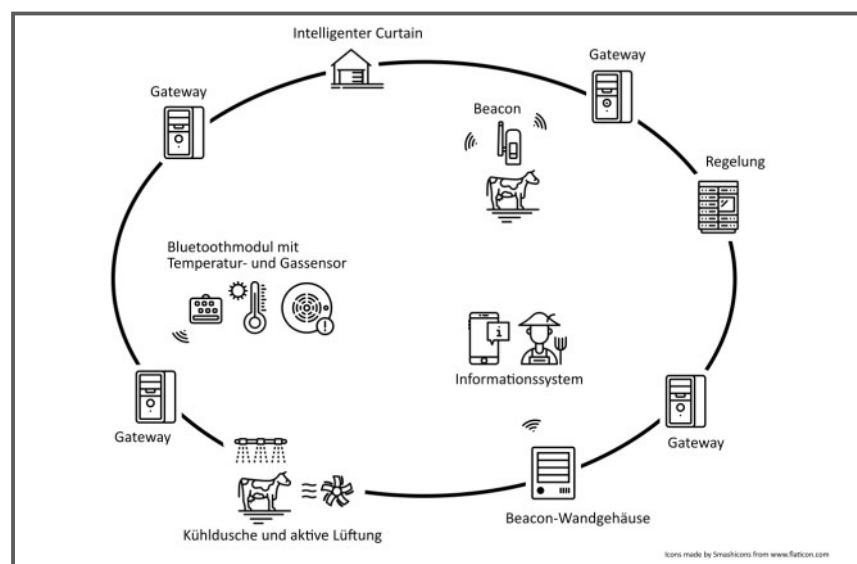 Intelligenter Curtain
Gateway
Gateway
Beacon
Regelung
Bluetoothmodul mit
Temperatur- und Gassensor
i
Informationssystem
Gateway
Gateway
Kühldusche und aktive Lüftung
Beacon-Wandgehäuse
Icons made by Smashicons from www.flaticon.com